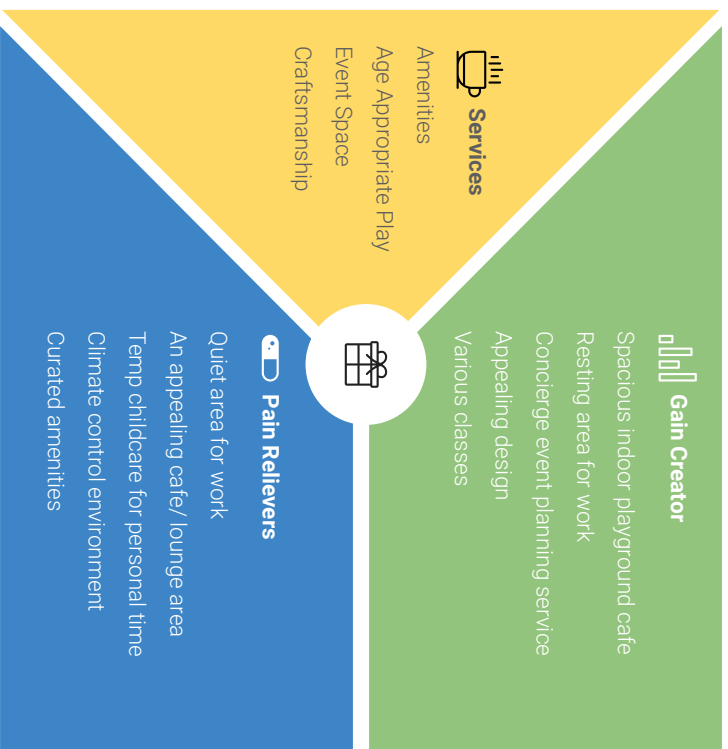 Gain Creator
Spacious indoor playground cafe
Resting area for work
Concierge event planning service
Appealing design
Various classes
Services
Amenities
Age Appropriate Play
Event Space
Craftsmanship
Pain Relievers
Quiet area for work
An appealing cafe/ lounge area
Temp childcare for personal time
Climate control environment
Curated amenities